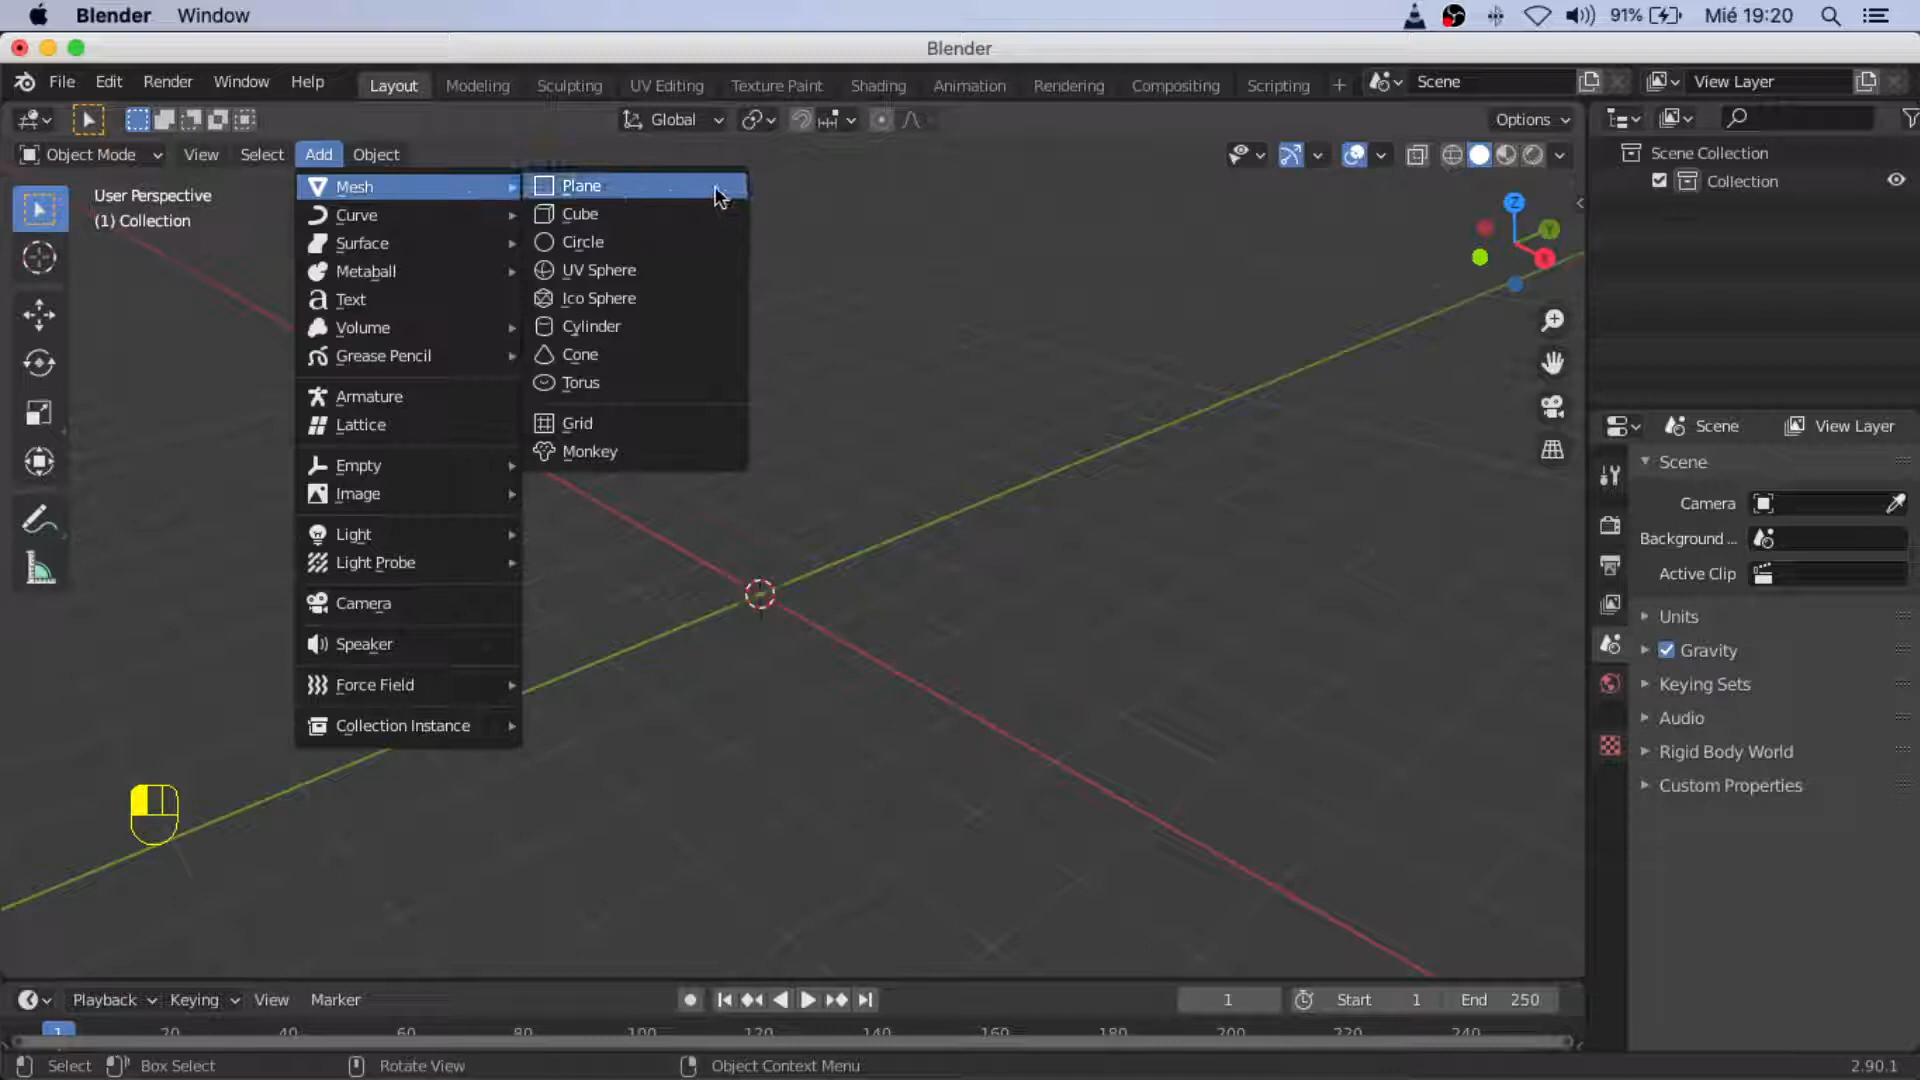 Blender Window 91% Mié 19:20
Blender
File Edit Render Window Help Layout Modeling Sculpting UV Editing Texture Paint Shading Animation Rendering Compositing Scripting + Scene View Layer
Global Options
Object Mode View Select Add Object Scene Collection
User Perspective
(1) Collection
Collection
Mesh
Curve
Surface
Metaball
Text
Volume
Grease Pencil
Armature
Lattice
Empty
Image
Light
Light Probe
Camera
Speaker
Force Field
Collection Instance
Plane
Cube
Circle
UV Sphere
Ico Sphere
Cylinder
Cone
Torus
Grid
Monkey
Z
Y
X
Scene View Layer
Scene
Camera
Background ...
Active Clip
Units
Gravity
Keying Sets
Audio
Rigid Body World
Custom Properties
Playback Keying View Marker 1 Start 1 End 250
1 20 40 60 80 100 120 140 160 180 200 220 240
Select Box Select Rotate View Object Context Menu 2.90.1